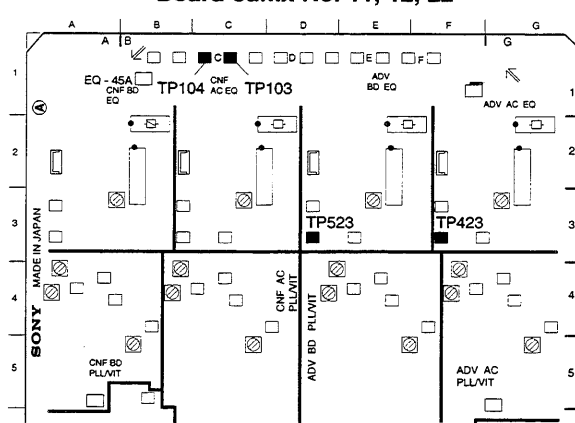 Board Suffix No. 11, 12, 22
A B C D E F G
A B G
C D E F
1
EQ - 45A
CNF BD
EQ
TP104
CNF
AC EQ
TP103
ADV
BD EQ
ADV AC EQ
1
A
2
2
3
TP523
TP423
3
MADE IN JAPAN
SONY
4
CNF AC
PLL/VIT
ADV BD PLL/VIT
4
5
CNF BD
PLL/VIT
ADV AC
PLL/VIT
5